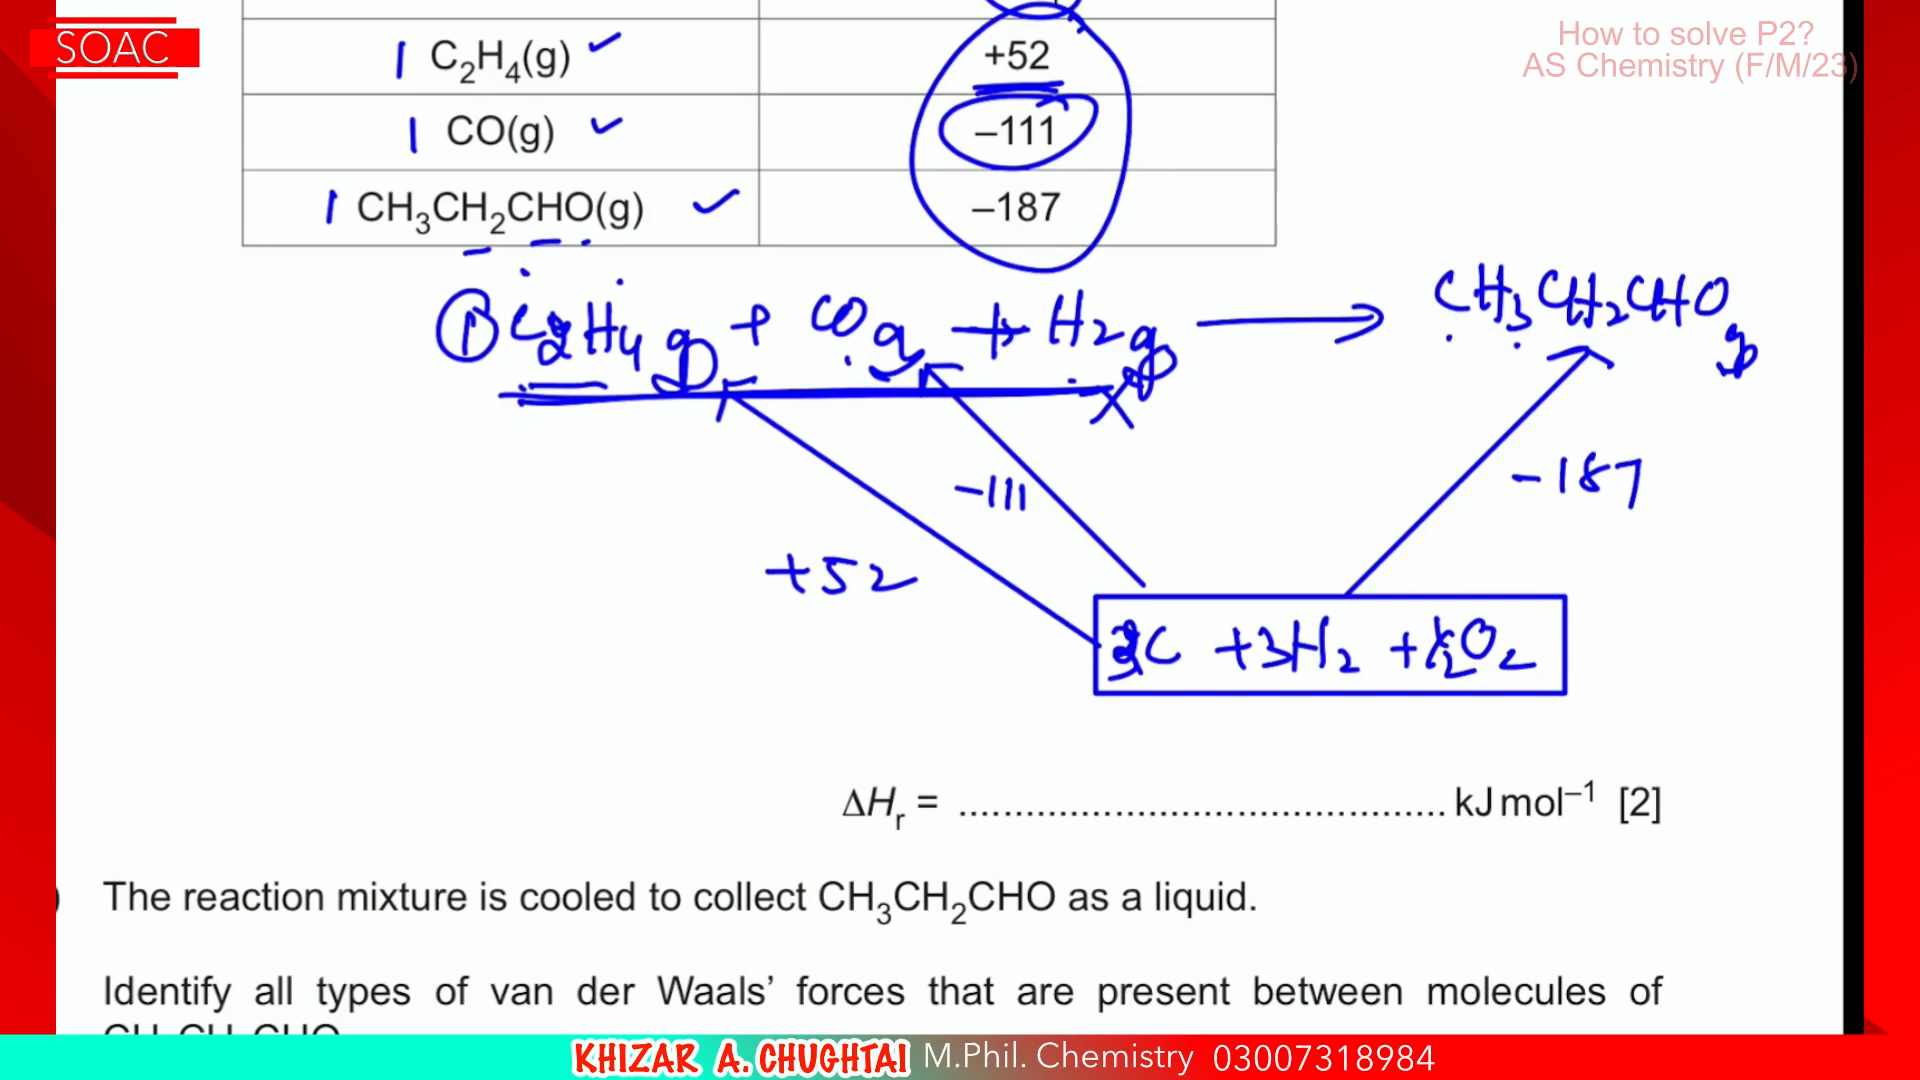 SOAC
How to solve P2?
AS Chemistry (F/M/23)
1 C₂H₄(g) ✓ +52
1 CO(g) ✓ –111
1 CH₃CH₂CHO(g) ✓ –187
① C₂H₄ g + CO g + H₂ g → CH₃CH₂CHO g
-111
-187
+52
3C + 3H₂ + ½O₂
ΔHᵣ = ........................................ kJ mol⁻¹ [2]
) The reaction mixture is cooled to collect CH₃CH₂CHO as a liquid.
Identify all types of van der Waals’ forces that are present between molecules of
CH₃CH₂CHO
KHIZAR A. CHUGHTAI M.Phil. Chemistry 03007318984